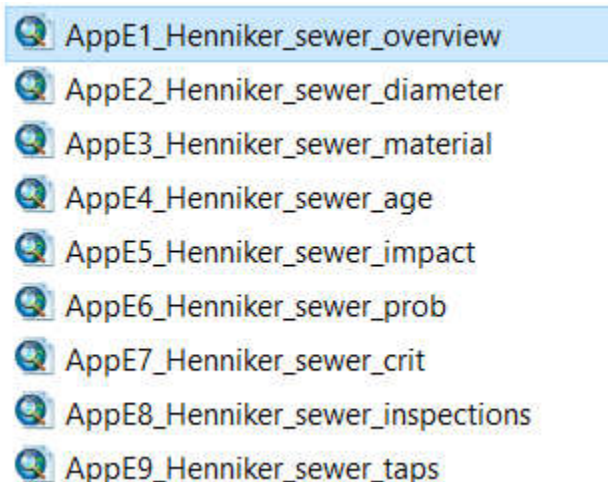 AppE1_Henniker_sewer_overview
AppE2_Henniker_sewer_diameter
AppE3_Henniker_sewer_material
AppE4_Henniker_sewer_age
AppE5_Henniker_sewer_impact
AppE6_Henniker_sewer_prob
AppE7_Henniker_sewer_crit
AppE8_Henniker_sewer_inspections
AppE9_Henniker_sewer_taps